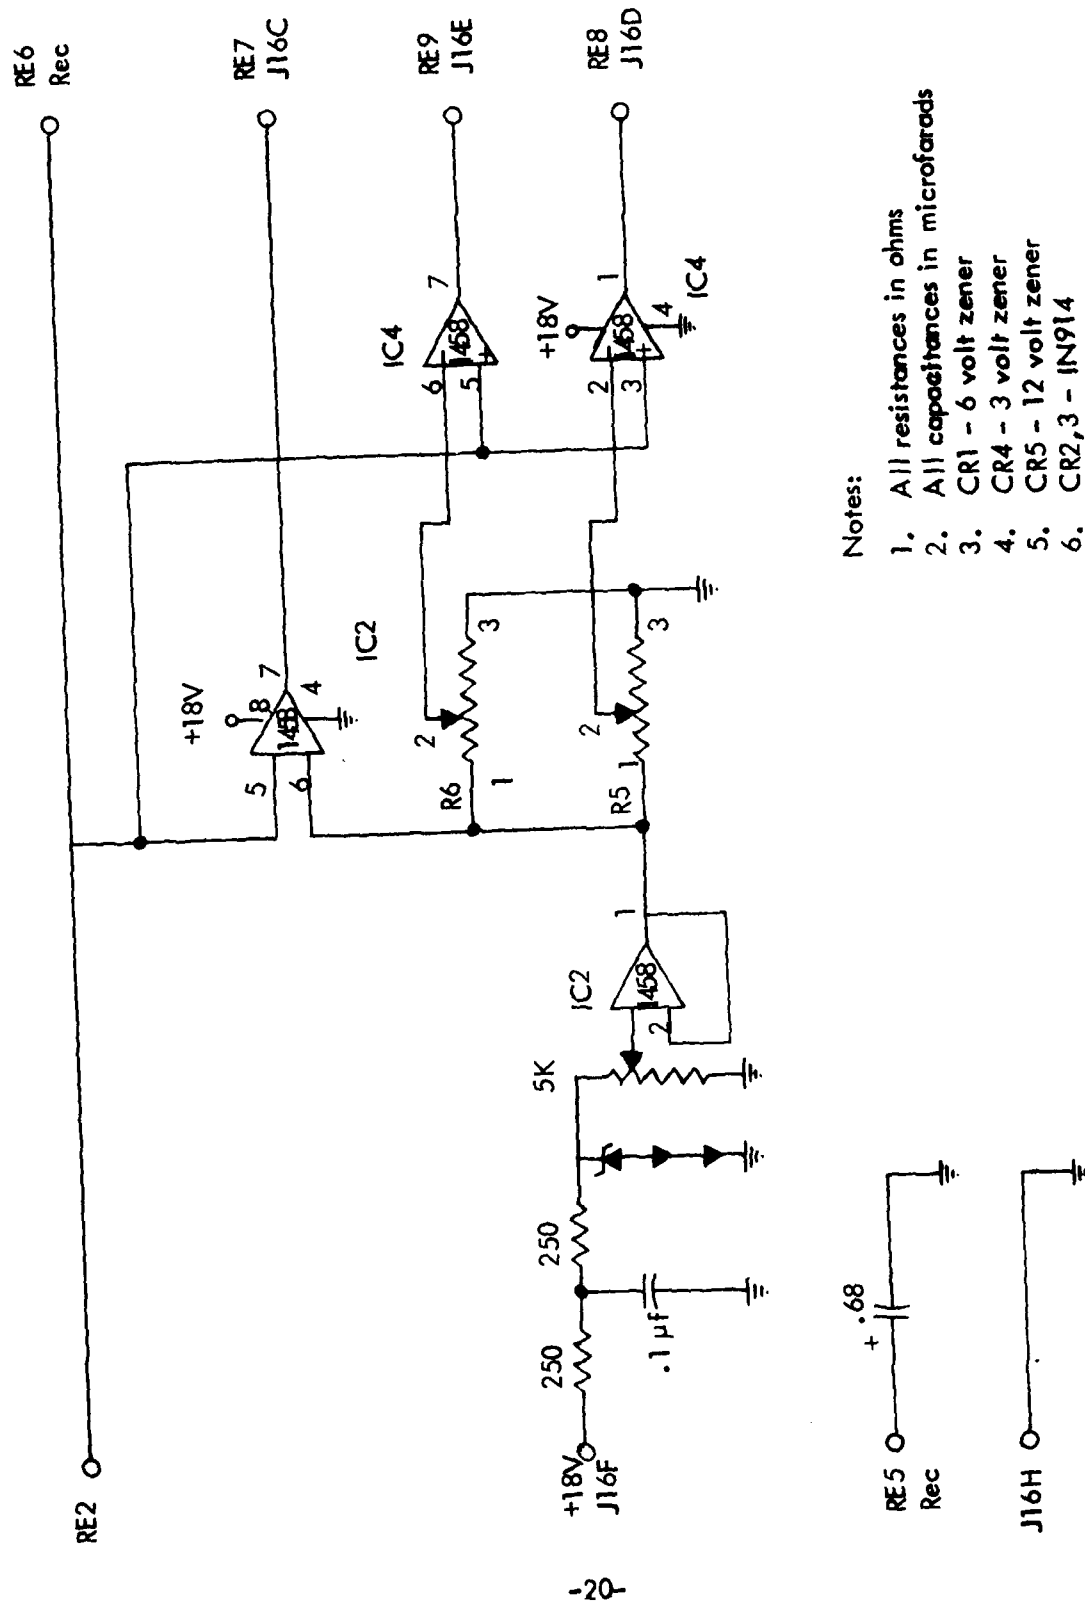 RE6
Rec
RE7
J16C
RE9
J16E
RE8
J16D
RE2
+18V
8
7
5
1458
6
4
IC2
IC4
7
6
1458
5
+
+18V
1
2
1458
3
+
4
IC4
R6
1
2
3
R5
1
2
3
IC2
1
1458
2
5K
250
250
.1 µF
+18V
J16F
.68
+
RE5
Rec
J16H
Notes:
1. All resistances in ohms
2. All capacitances in microfarads
3. CR1 - 6 volt zener
4. CR4 - 3 volt zener
5. CR5 - 12 volt zener
6. CR2,3 - IN914
-20-